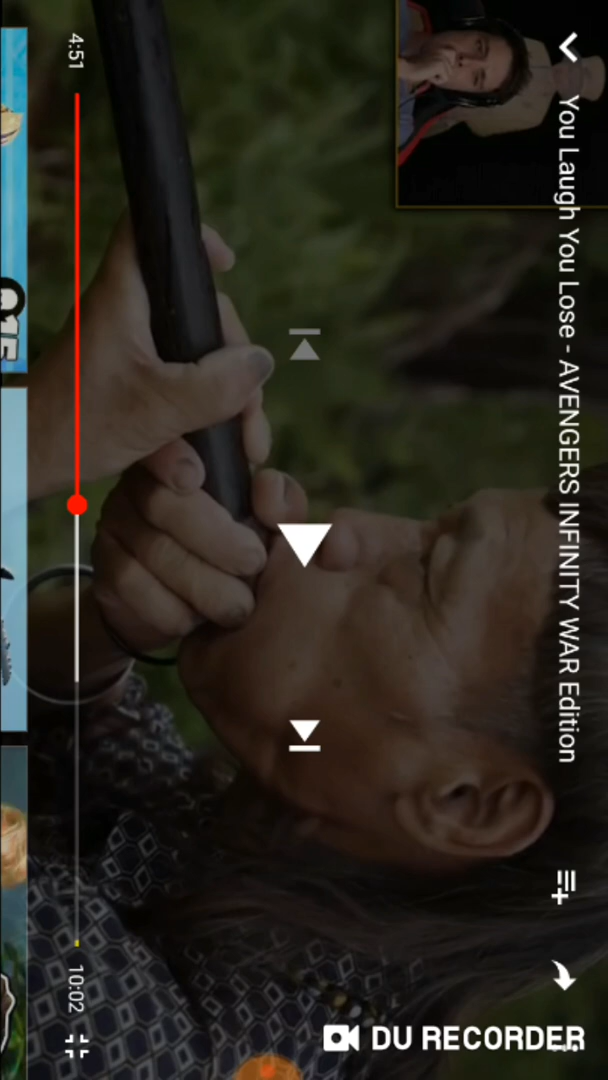 You Laugh You Lose - AVENGERS INFINITY WAR Edition
4:51
10:02
DU RECORDER